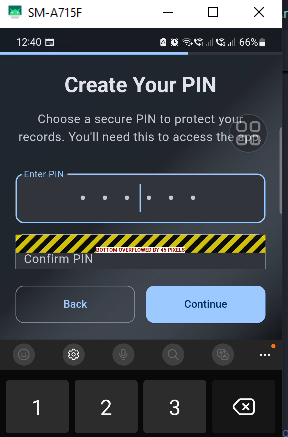 SM-A715F
12:40
66%
Create Your PIN
Choose a secure PIN to protect your
records. You'll need this to access the app.
Enter PIN
BOTTOM OVERFLOWED BY 45 PIXELS
Confirm PIN
Back
Continue
1
2
3